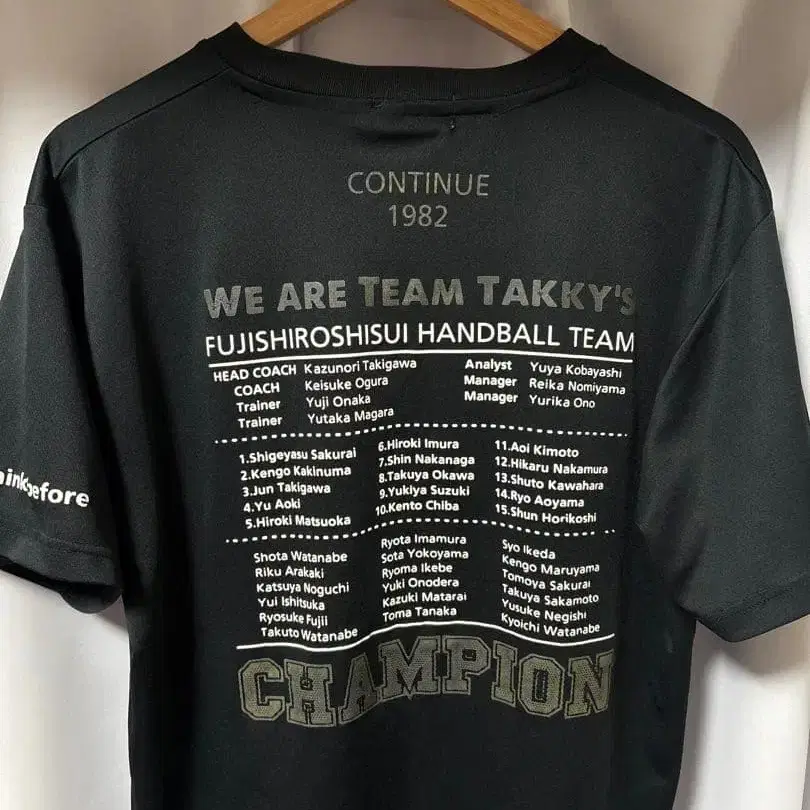 CONTINUE
1982
WE ARE TEAM TAKKY'S
FUJISHIROSHISUI HANDBALL TEAM
HEAD COACH Kazunori Takigawa
COACH Keisuke Ogura
Trainer Yuji Onaka
Trainer Yutaka Magara
Analyst Yuya Kobayashi
Manager Reika Nomiyama
Manager Yurika Ono
1.Shigeyasu Sakurai
2.Kengo Kakinuma
3.Jun Takigawa
4.Yu Aoki
5.Hiroki Matsuoka
6.Hiroki Imura
7.Shin Nakanaga
8.Takuya Okawa
9.Yukiya Suzuki
10.Kento Chiba
11.Aoi Kimoto
12.Hikaru Nakamura
13.Shuto Kawahara
14.Ryo Aoyama
15.Shun Horikoshi
Shota Watanabe
Riku Arakaki
Katsuya Noguchi
Yui Ishitsuka
Ryosuke Fujii
Takuto Watanabe
Ryota Imamura
Sota Yokoyama
Ryoma Ikebe
Yuki Onodera
Kazuki Matarai
Toma Tanaka
Syo Ikeda
Kengo Maruyama
Tomoya Sakurai
Takuya Sakamoto
Yusuke Negishi
Kyoichi Watanabe
CHAMPION
before